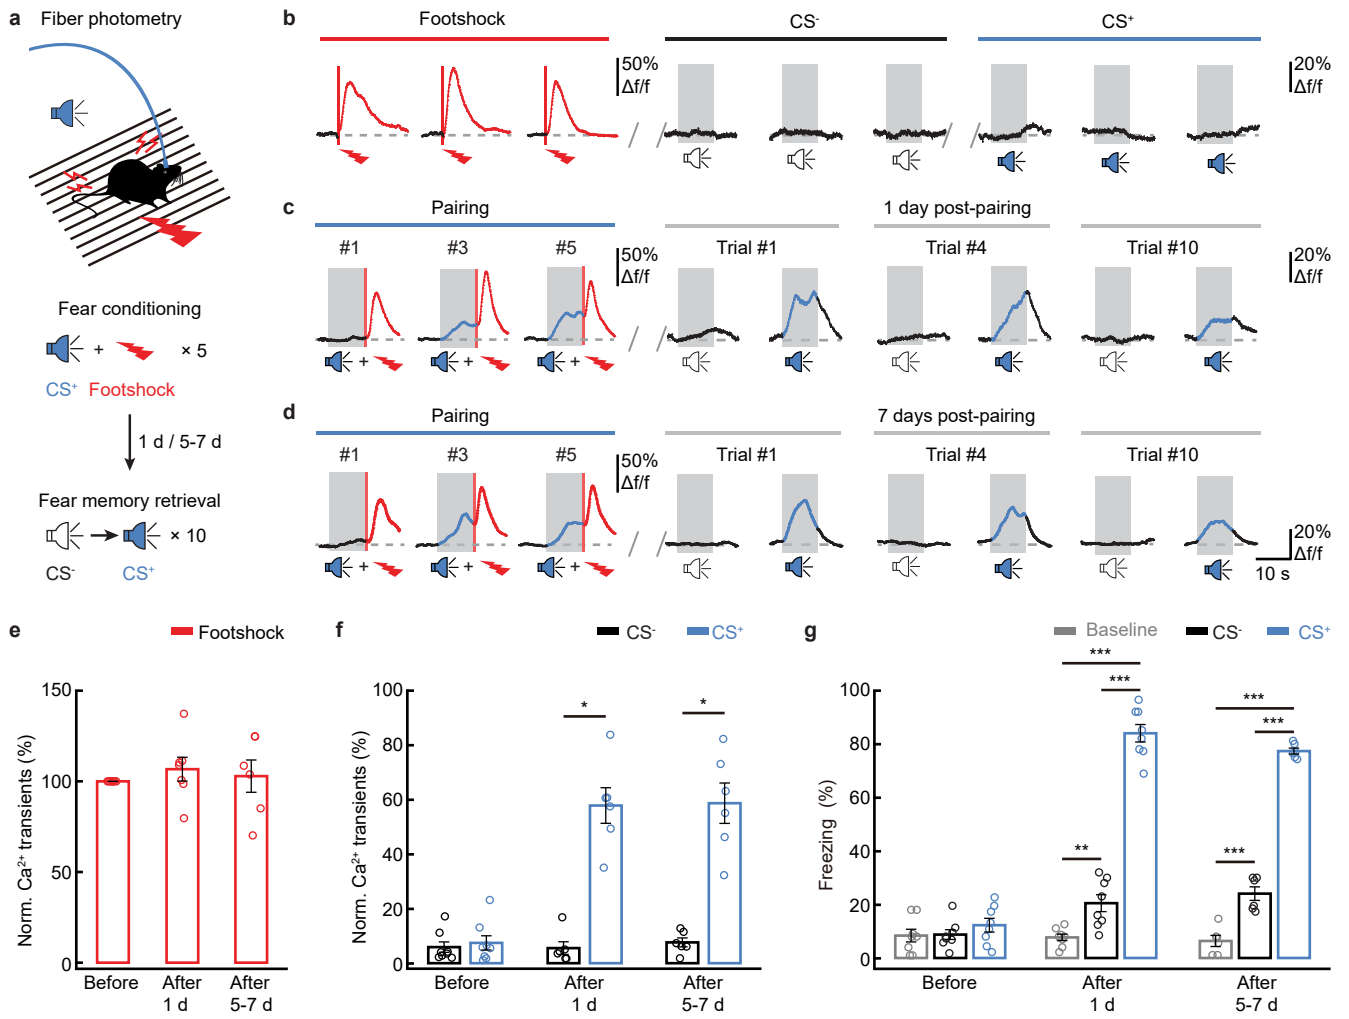 a
Fiber photometry
Fear conditioning
+
× 5
CS⁺ Footshock
1 d / 5-7 d
Fear memory retrieval
× 10
CS⁻ CS⁺
b
Footshock CS⁻ CS⁺
50%
Δf/f
20%
Δf/f
c
Pairing 1 day post-pairing
#1 #3 #5 Trial #1 Trial #4 Trial #10
50%
Δf/f
20%
Δf/f
+ + +
d
Pairing 7 days post-pairing
#1 #3 #5 Trial #1 Trial #4 Trial #10
50%
Δf/f
20%
Δf/f
+ + +
10 s
e
Footshock
Norm. Ca²⁺ transients (%)
150
100
50
0
Before After After
1 d 5-7 d
f
CS⁻ CS⁺
Norm. Ca²⁺ transients (%)
100
80
60
40
20
0
* *
Before After After
1 d 5-7 d
g
Baseline CS⁻ CS⁺
Freezing (%)
100
80
60
40
20
0
*** *** **
*** *** ***
Before After After
1 d 5-7 d